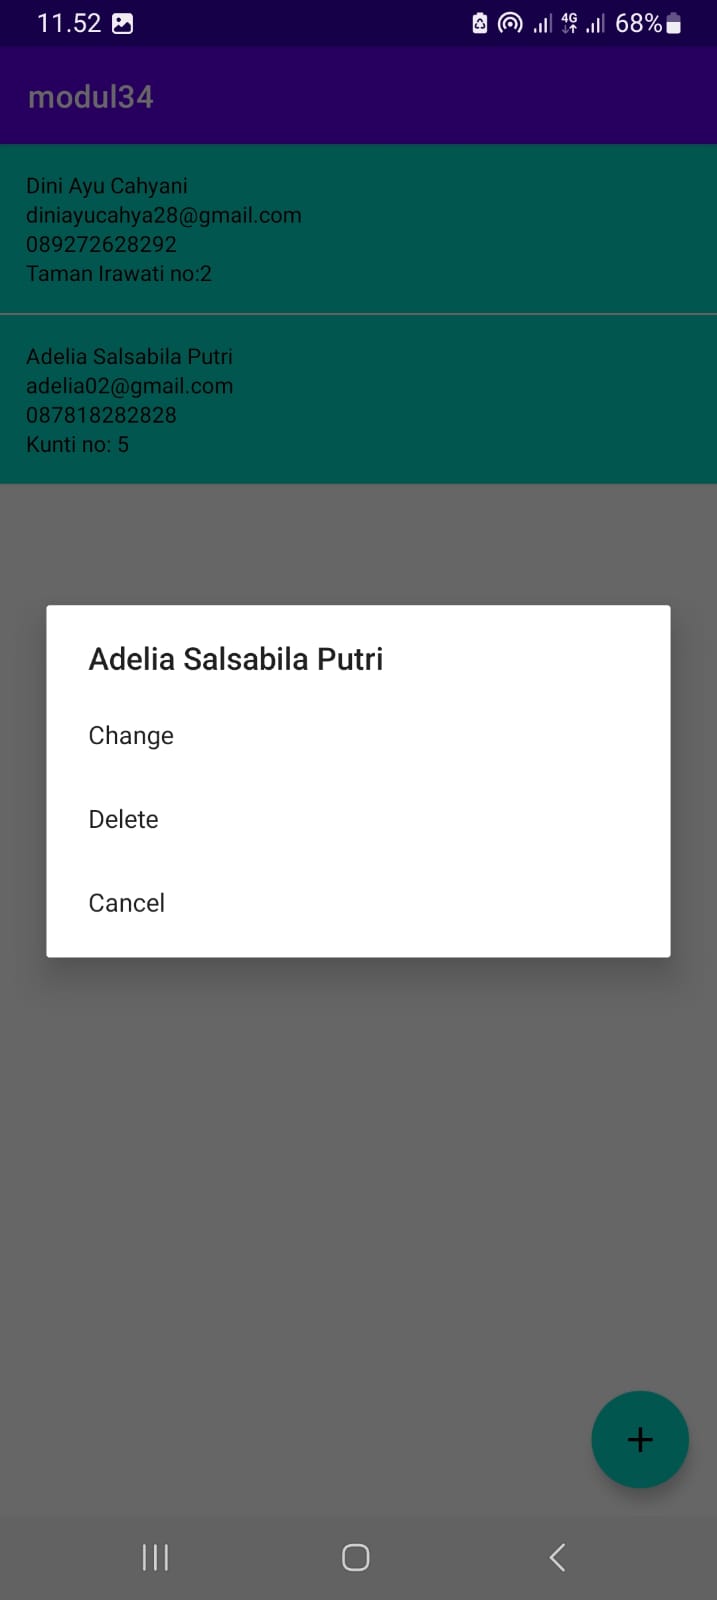 11.52
4G
68%
modul34
Dini Ayu Cahyani
diniayucahya28@gmail.com
089272628292
Taman Irawati no:2
Adelia Salsabila Putri
adelia02@gmail.com
087818282828
Kunti no: 5
Adelia Salsabila Putri
Change
Delete
Cancel